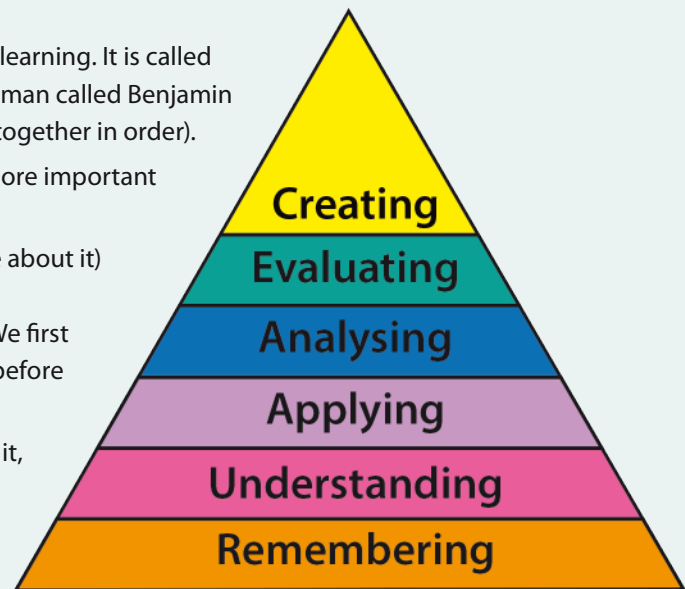 learning. It is called
man called Benjamin
together in order).
ore important
about it)
We first
before
it,
Creating
Evaluating
Analysing
Applying
Understanding
Remembering